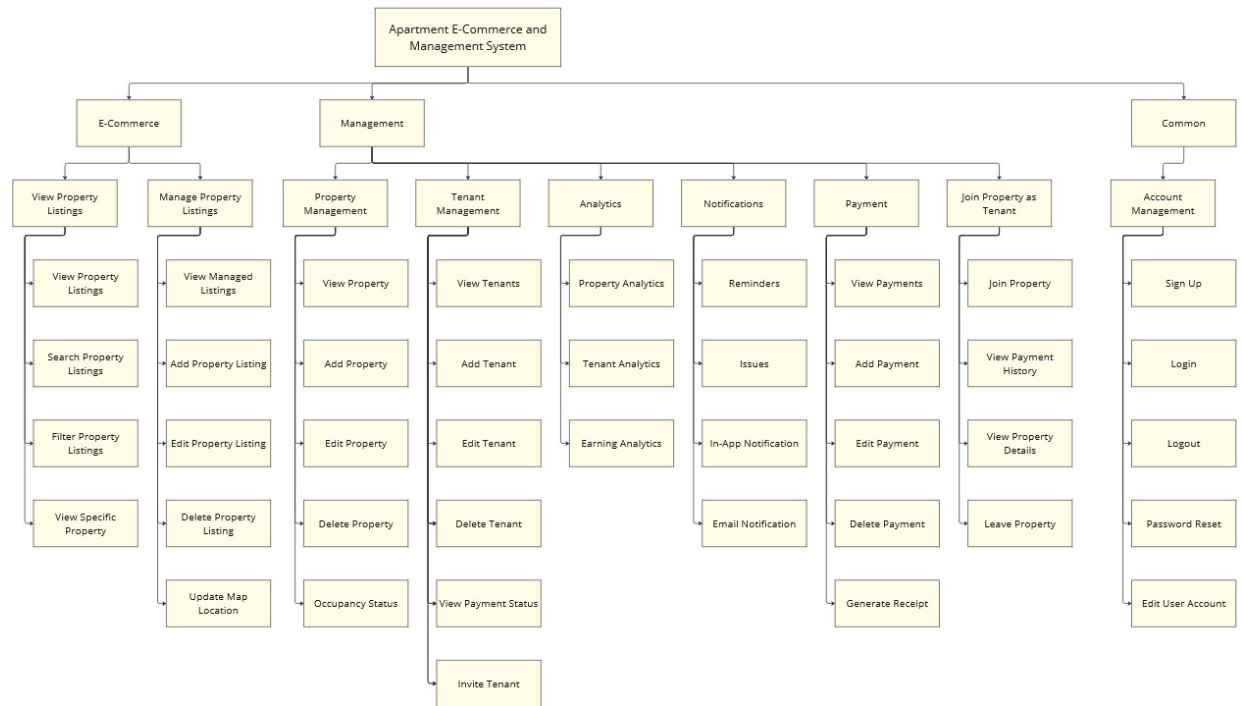 Apartment E-Commerce and
Management System
E-Commerce
Management
Common
View Property
Listings
Manage Property
Listings
Property
Management
Tenant
Management
Analytics
Notifications
Payment
Join Property as
Tenant
Account
Management
View Property
Listings
View Managed
Listings
View Property
View Tenants
Property Analytics
Reminders
View Payments
Join Property
Sign Up
Search Property
Listings
Add Property Listing
Add Property
Add Tenant
Tenant Analytics
Issues
Add Payment
View Payment
History
Login
Filter Property
Listings
Edit Property Listing
Edit Property
Edit Tenant
Earning Analytics
In-App Notification
Edit Payment
View Property
Details
Logout
View Specific
Property
Delete Property
Listing
Delete Property
Delete Tenant
Email Notification
Delete Payment
Leave Property
Password Reset
Update Map
Location
Occupancy Status
View Payment Status
Generate Receipt
Edit User Account
Invite Tenant